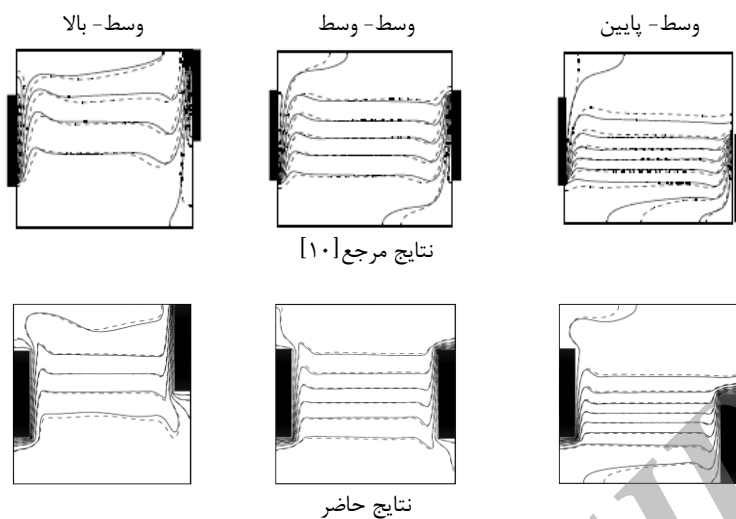 وسط- بالا وسط- وسط وسط- پایین
نتایج مرجع[۱۰]
نتایج حاضر